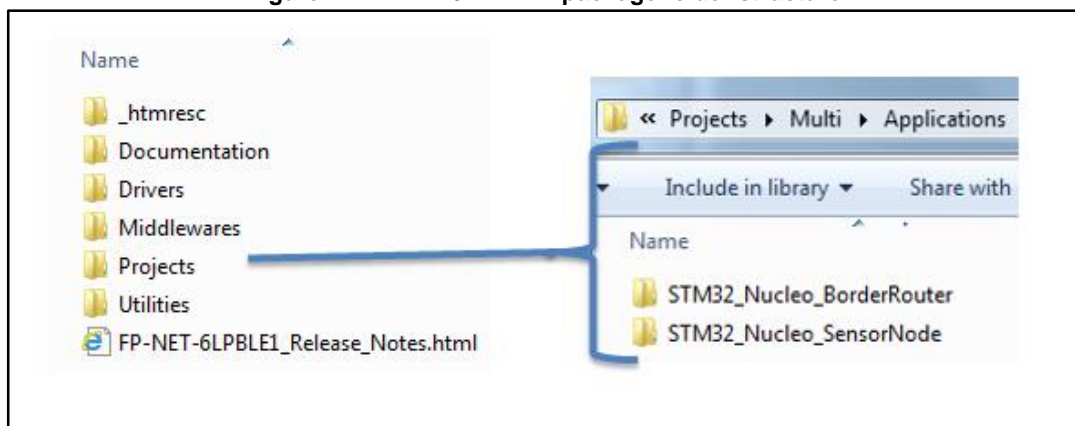 Name
_htmresc
Documentation
Drivers
Middlewares
Projects
Utilities
FP-NET-6LPBLE1_Release_Notes.html
« Projects ▸ Multi ▸ Applications
Include in library ▾ Share with
Name
STM32_Nucleo_BorderRouter
STM32_Nucleo_SensorNode